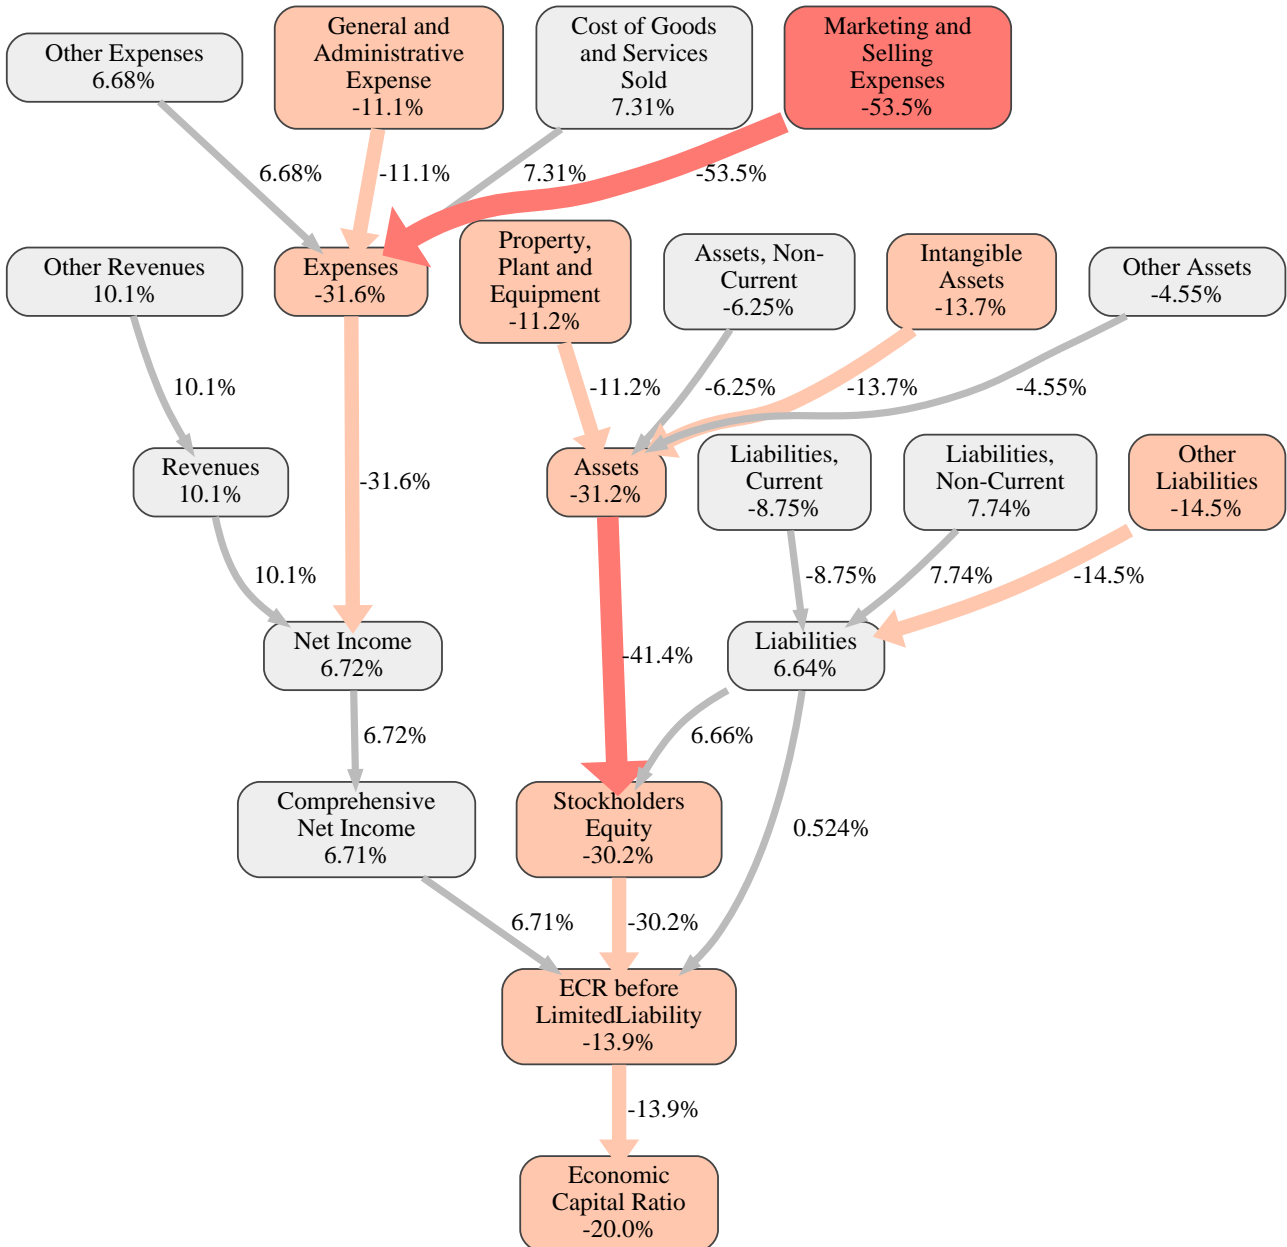 Other Expenses
6.68%
General and
Administrative
Expense
-11.1%
Cost of Goods
and Services
Sold
7.31%
Marketing and
Selling
Expenses
-53.5%
6.68%
-11.1%
7.31%
-53.5%
Other Revenues
10.1%
Expenses
-31.6%
Property,
Plant and
Equipment
-11.2%
Assets, Non-
Current
-6.25%
Intangible
Assets
-13.7%
Other Assets
-4.55%
10.1%
-11.2%
-6.25%
-13.7%
-4.55%
Revenues
10.1%
-31.6%
Assets
-31.2%
Liabilities,
Current
-8.75%
Liabilities,
Non-Current
7.74%
Other
Liabilities
-14.5%
10.1%
-8.75%
7.74%
-14.5%
Net Income
6.72%
-41.4%
Liabilities
6.64%
6.72%
6.66%
Comprehensive
Net Income
6.71%
Stockholders
Equity
-30.2%
0.524%
6.71%
-30.2%
ECR before
LimitedLiability
-13.9%
-13.9%
Economic
Capital Ratio
-20.0%